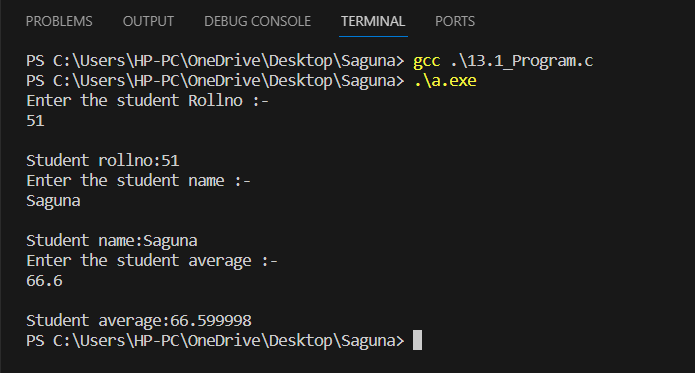 PROBLEMS OUTPUT DEBUG CONSOLE TERMINAL PORTS
PS C:\Users\HP-PC\OneDrive\Desktop\Saguna> gcc .\13.1_Program.c
PS C:\Users\HP-PC\OneDrive\Desktop\Saguna> .\a.exe
Enter the student Rollno :-
51
Student rollno:51
Enter the student name :-
Saguna
Student name:Saguna
Enter the student average :-
66.6
Student average:66.599998
PS C:\Users\HP-PC\OneDrive\Desktop\Saguna>